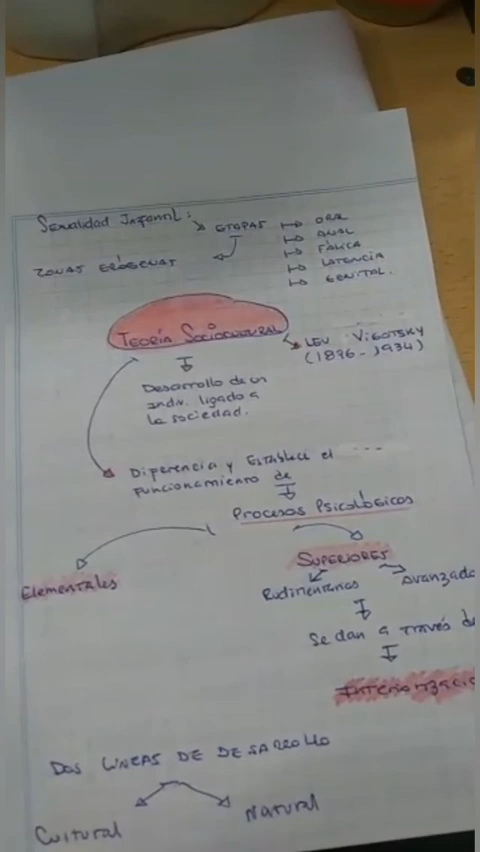 Sexualidad Infantil:
ETAPAS
ORAL
ANAL
FÁLICA
LATENCIA
GENITAL.
ZONAS ERÓGENAS
TEORÍA SOCIOCULTURAL
LEV VIGOTSKY
(1896-1934)
Desarrollo de un
indiv. ligado a
la sociedad.
Diferencia y Establece el
funcionamiento de
PROCESOS PSICOLÓGICOS
SUPERIORES
Elementales
Rudimentarios
Avanzado
Se dan a través de
INTERIORIZACIÓ
DOS LINEAS DE DESARROLLO
Cultural
Natural